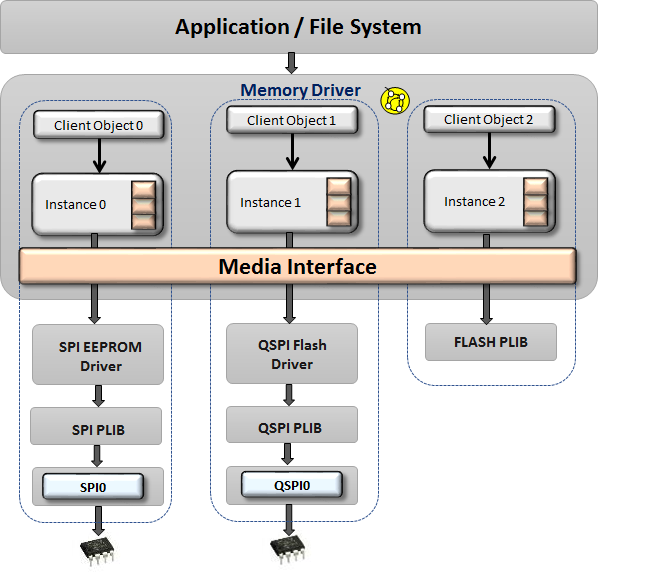 Application / File System
Memory Driver
Client Object 0
Client Object 1
Client Object 2
Instance 0
Instance 1
Instance 2
Media Interface
SPI EEPROM
Driver
QSPI Flash
Driver
FLASH PLIB
SPI PLIB
QSPI PLIB
SPI0
QSPI0